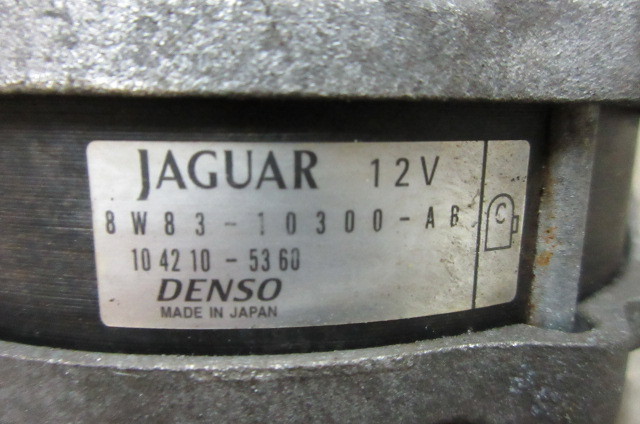 JAGUAR 12V
8W83-10300-AB
104210-5360
DENSO
MADE IN JAPAN
C